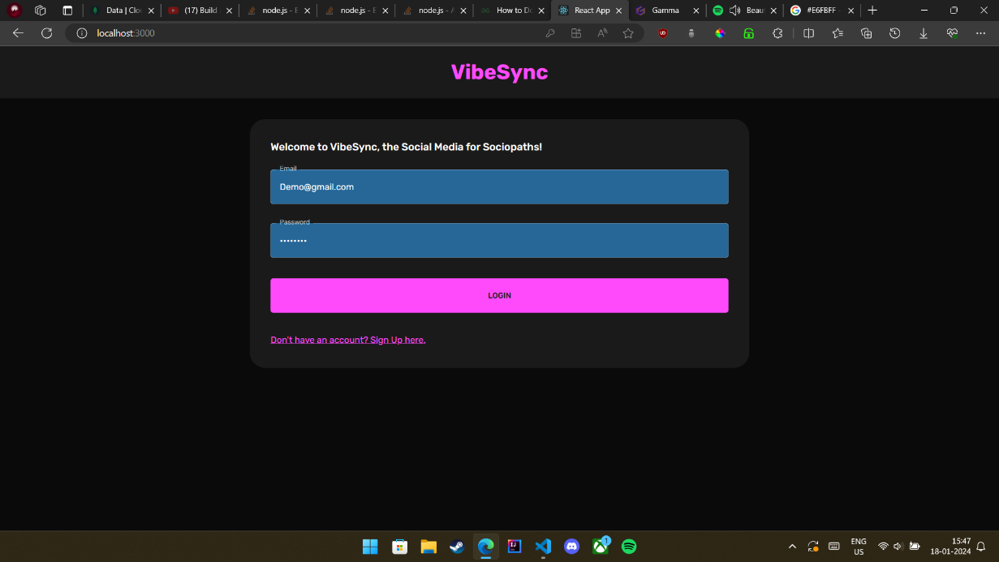 Data | Clo
(17) Build
node.js - E
node.js - E
node.js - A
How to Do
React App
Gamma
Beau
#E6FBFF -
localhost:3000
VibeSync
Welcome to VibeSync, the Social Media for Sociopaths!
Email
Demo@gmail.com
Password
••••••••
LOGIN
Don't have an account? Sign Up here.
1
ENG
US
15:47
18-01-2024